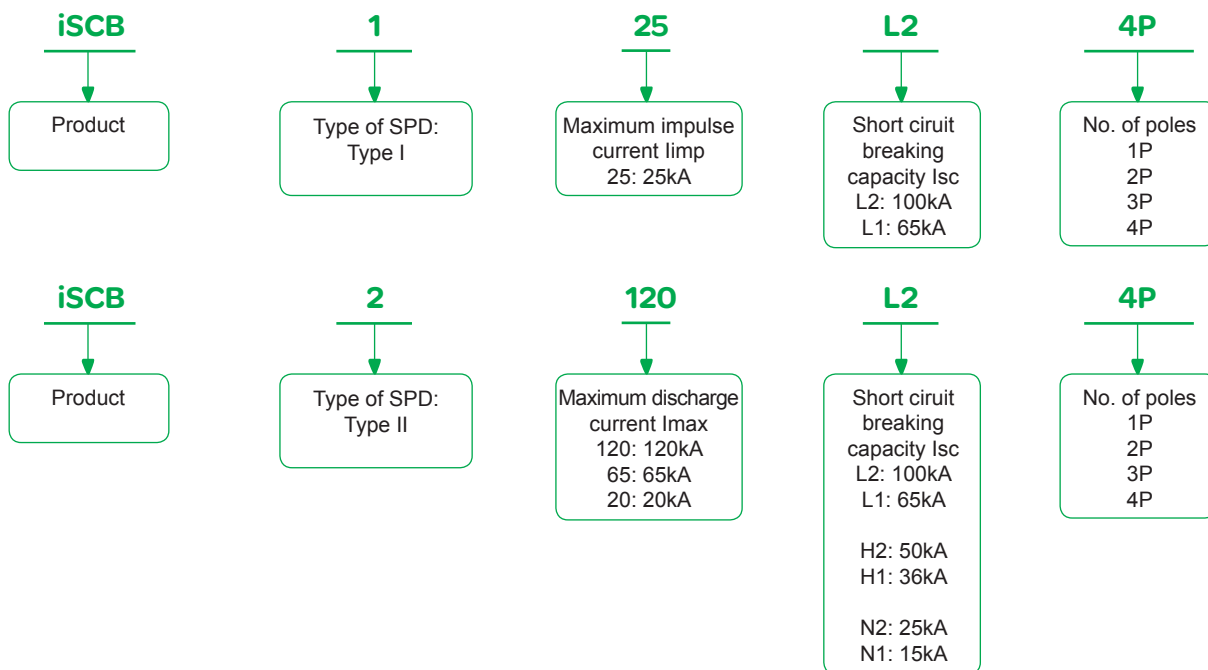 iSCB 1 25 L2 4P
Product
Type of SPD:
Type I
Maximum impulse
current Iimp
25: 25kA
Short ciruit
breaking
capacity Isc
L2: 100kA
L1: 65kA
No. of poles
1P
2P
3P
4P
iSCB 2 120 L2 4P
Product
Type of SPD:
Type II
Maximum discharge
current Imax
120: 120kA
65: 65kA
20: 20kA
Short ciruit
breaking
capacity Isc
L2: 100kA
L1: 65kA
H2: 50kA
H1: 36kA
N2: 25kA
N1: 15kA
No. of poles
1P
2P
3P
4P